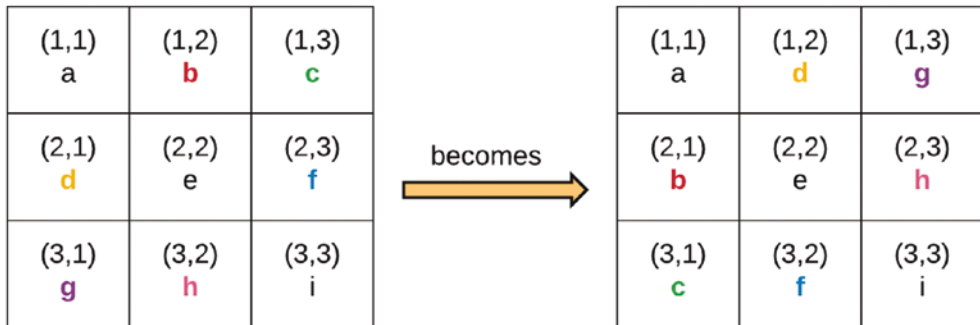 (1,1) (1,2) (1,3)
a b c
(2,1) (2,2) (2,3)
d e f
(3,1) (3,2) (3,3)
g h i
becomes
(1,1) (1,2) (1,3)
a d g
(2,1) (2,2) (2,3)
b e h
(3,1) (3,2) (3,3)
c f i